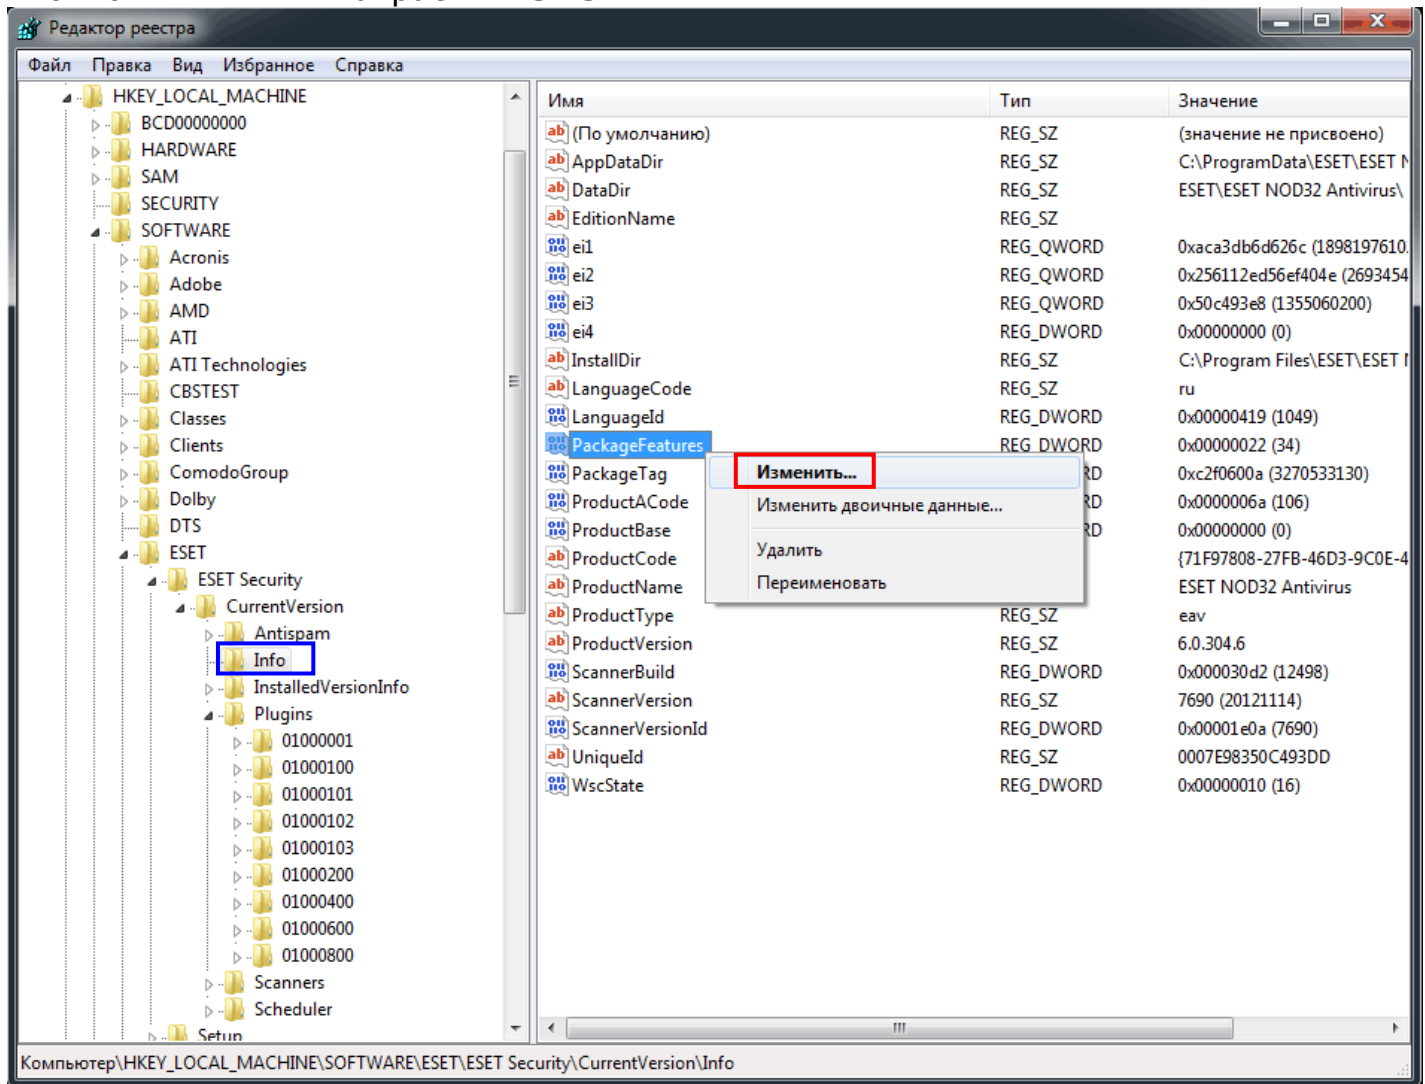 Редактор реестра
Файл Правка Вид Избранное Справка
HKEY_LOCAL_MACHINE
BCD00000000
HARDWARE
SAM
SECURITY
SOFTWARE
Acronis
Adobe
AMD
ATI
ATI Technologies
CBSTEST
Classes
Clients
ComodoGroup
Dolby
DTS
ESET
ESET Security
CurrentVersion
Antispam
Info
InstalledVersionInfo
Plugins
01000001
01000100
01000101
01000102
01000103
01000200
01000400
01000600
01000800
Scanners
Scheduler
Setup
Имя Тип Значение
(По умолчанию) REG_SZ (значение не присвоено)
AppDataDir REG_SZ C:\ProgramData\ESET\ESET
DataDir REG_SZ ESET\ESET NOD32 Antivirus\
EditionName REG_SZ
ei1 REG_QWORD 0xaca3db6d626c (1898197610
ei2 REG_QWORD 0x256112ed56ef404e (2693454
ei3 REG_QWORD 0x50c493e8 (1355060200)
ei4 REG_DWORD 0x00000000 (0)
InstallDir REG_SZ C:\Program Files\ESET\ESET
LanguageCode REG_SZ ru
LanguageId REG_DWORD 0x00000419 (1049)
PackageFeatures REG_DWORD 0x00000022 (34)
PackageTag RD 0xc2f0600a (3270533130)
ProductACode RD 0x0000006a (106)
ProductBase RD 0x00000000 (0)
ProductCode {71F97808-27FB-46D3-9C0E-4
ProductName ESET NOD32 Antivirus
ProductType REG_SZ eav
ProductVersion REG_SZ 6.0.304.6
ScannerBuild REG_DWORD 0x000030d2 (12498)
ScannerVersion REG_SZ 7690 (20121114)
ScannerVersionId REG_DWORD 0x00001e0a (7690)
UniqueId REG_SZ 0007E98350C493DD
WscState REG_DWORD 0x00000010 (16)
Изменить...
Изменить двоичные данные...
Удалить
Переименовать
Компьютер\HKEY_LOCAL_MACHINE\SOFTWARE\ESET\ESET Security\CurrentVersion\Info